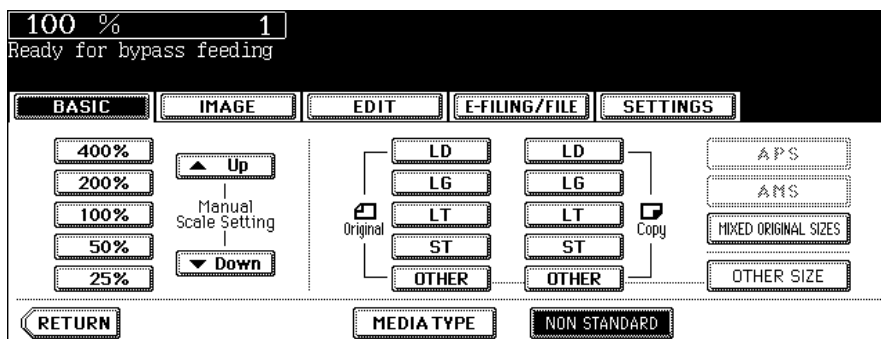 100 % 1
Ready for bypass feeding
BASIC IMAGE EDIT E-FILING/FILE SETTINGS
400%
200%
100%
50%
25%
Up
Manual
Scale Setting
Down
Original
LD
LG
LT
ST
OTHER
LD
LG
LT
ST
OTHER
Copy
APS
AMS
MIXED ORIGINAL SIZES
OTHER SIZE
RETURN MEDIA TYPE NON STANDARD